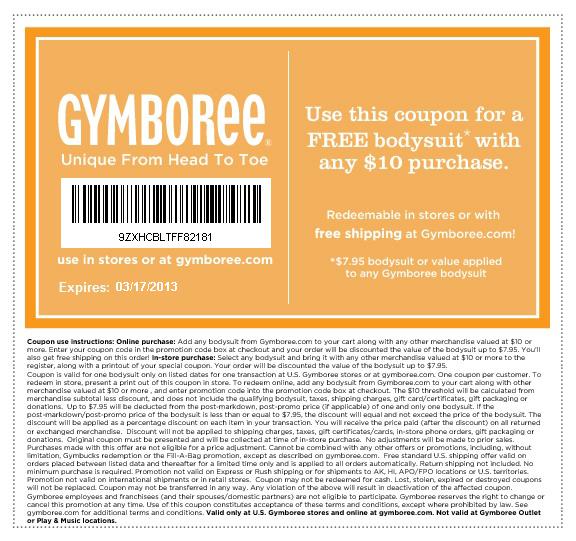 GYMBOREE®
Unique From Head To Toe
9ZXHCBLTFF82181
use in stores or at gymboree.com
Expires: 03/17/2013
Use this coupon for a
FREE bodysuit* with
any $10 purchase.
Redeemable in stores or with
free shipping at Gymboree.com!
*$7.95 bodysuit or value applied
to any Gymboree bodysuit
Coupon use instructions: Online purchase: Add any bodysuit from Gymboree.com to your cart along with any other merchandise valued at $10 or
more. Enter your coupon code in the promotion code box at checkout and your order will be discounted the value of the bodysuit up to $7.95. You'll
also get free shipping on this order! In-store purchase: Select any bodysuit and bring it with any other merchandise valued at $10 or more to the
register, along with a printout of your special coupon. Your order will be discounted the value of the bodysuit up to $7.95.
Coupon is valid for one bodysuit only on listed dates for one transaction at U.S. Gymboree stores or at gymboree.com. One coupon per customer. To
redeem in store, present a print out of this coupon in store. To redeem online, add any bodysuit from Gymboree.com to your cart along with other
merchandise valued at $10 or more , and enter promotion code into the promotion code box at checkout. The $10 threshold will be calculated from
merchandise subtotal less discount, and does not include the qualifying bodysuit, taxes, shipping charges, gift card/certificates, gift packaging or
donations. Up to $7.95 will be deducted from the post-markdown, post-promo price (if applicable) of one and only one bodysuit. If the
post-markdown/post-promo price of the bodysuit is less than or equal to $7.95, the discount will equal and not exceed the price of the bodysuit. The
discount will be applied as a percentage discount on each item in your transaction. You will receive the price paid (after the discount) on all returned
or exchanged merchandise. Discount will not be applied to shipping charges, taxes, gift certificates/cards, in-store phone orders, gift packaging or
donations. Original coupon must be presented and will be collected at time of in-store purchase. No adjustments will be made to prior sales.
Purchases made with this offer are not eligible for a price adjustment. Cannot be combined with any other offers or promotions, including, without
limitation, Gymbucks redemption or the Fill-A-Bag promotion, except as described on gymboree.com. Free standard U.S. shipping offer valid on
orders placed between listed data and thereafter for a limited time only and is applied to all orders automatically. Return shipping not included. No
minimum purchase is required. Promotion not valid on Express or Rush shipping or for shipments to AK, HI, APO/FPO locations or U.S. territories.
Promotion not valid on international shipments or in retail stores. Coupon may not be redeemed for cash. Lost, stolen, expired or destroyed coupons
will not be replaced. Coupon may not be transferred in any way. Any violation of the above will result in deactivation of the affected coupon.
Gymboree employees and franchisees (and their spouses/domestic partners) are not eligible to participate. Gymboree reserves the right to change or
cancel this promotion at any time. Use of this coupon constitutes acceptance of these terms and conditions, except where prohibited by law. See
gymboree.com for additional terms and conditions. Valid only at U.S. Gymboree stores and online at gymboree.com. Not valid at Gymboree Outlet
or Play & Music locations.